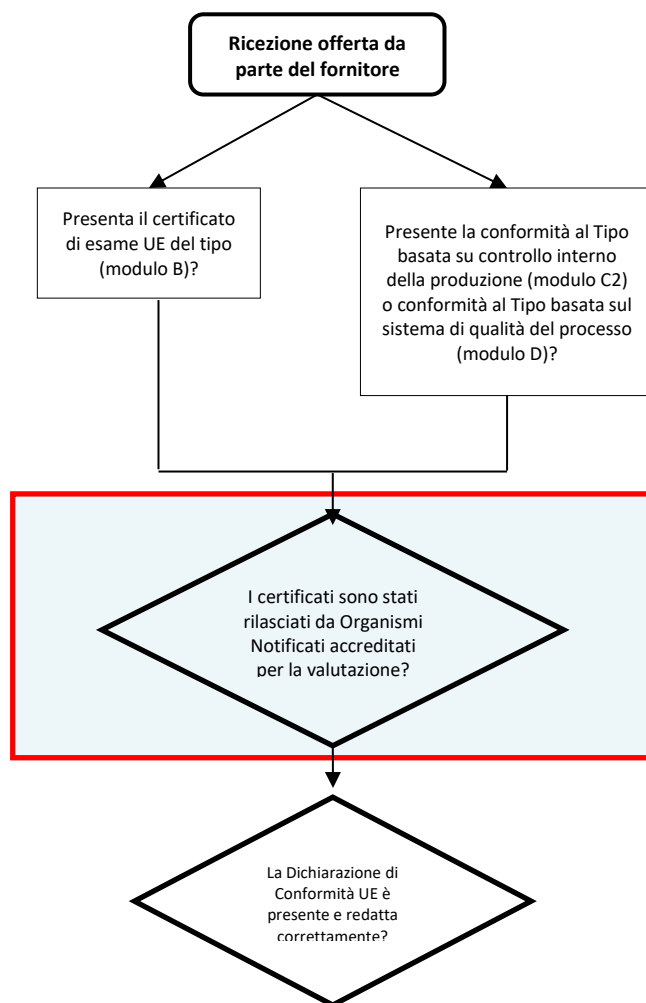 Ricezione offerta da
parte del fornitore
Presenta il certificato
di esame UE del tipo
(modulo B)?
Presente la conformità al Tipo
basata su controllo interno
della produzione (modulo C2)
o conformità al Tipo basata sul
sistema di qualità del processo
(modulo D)?
I certificati sono stati
rilasciati da Organismi
Notificati accreditati
per la valutazione?
La Dichiarazione di
Conformità UE è
presente e redatta
correttamente?